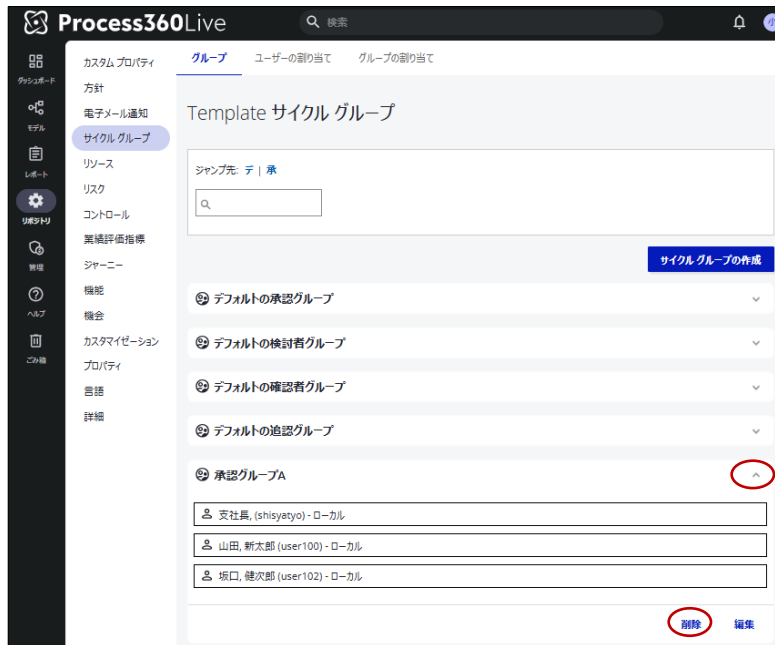 Process360Live
検索
小
ダッシュボード
モデル
レポート
リポジトリ
管理
ヘルプ
ごみ箱
カスタム プロパティ
方針
電子メール通知
サイクル グループ
リソース
リスク
コントロール
業績評価指標
ジャーニー
機能
機会
カスタマイゼーション
プロパティ
言語
詳細
グループ ユーザーの割り当て グループの割り当て
Template サイクル グループ
ジャンプ先: デ | 承
サイクル グループの作成
デフォルトの承認グループ
デフォルトの検討者グループ
デフォルトの確認者グループ
デフォルトの追認グループ
承認グループA
支社長, (shisyatyo) - ローカル
山田, 新太郎 (user100) - ローカル
坂口, 健次郎 (user102) - ローカル
削除 編集